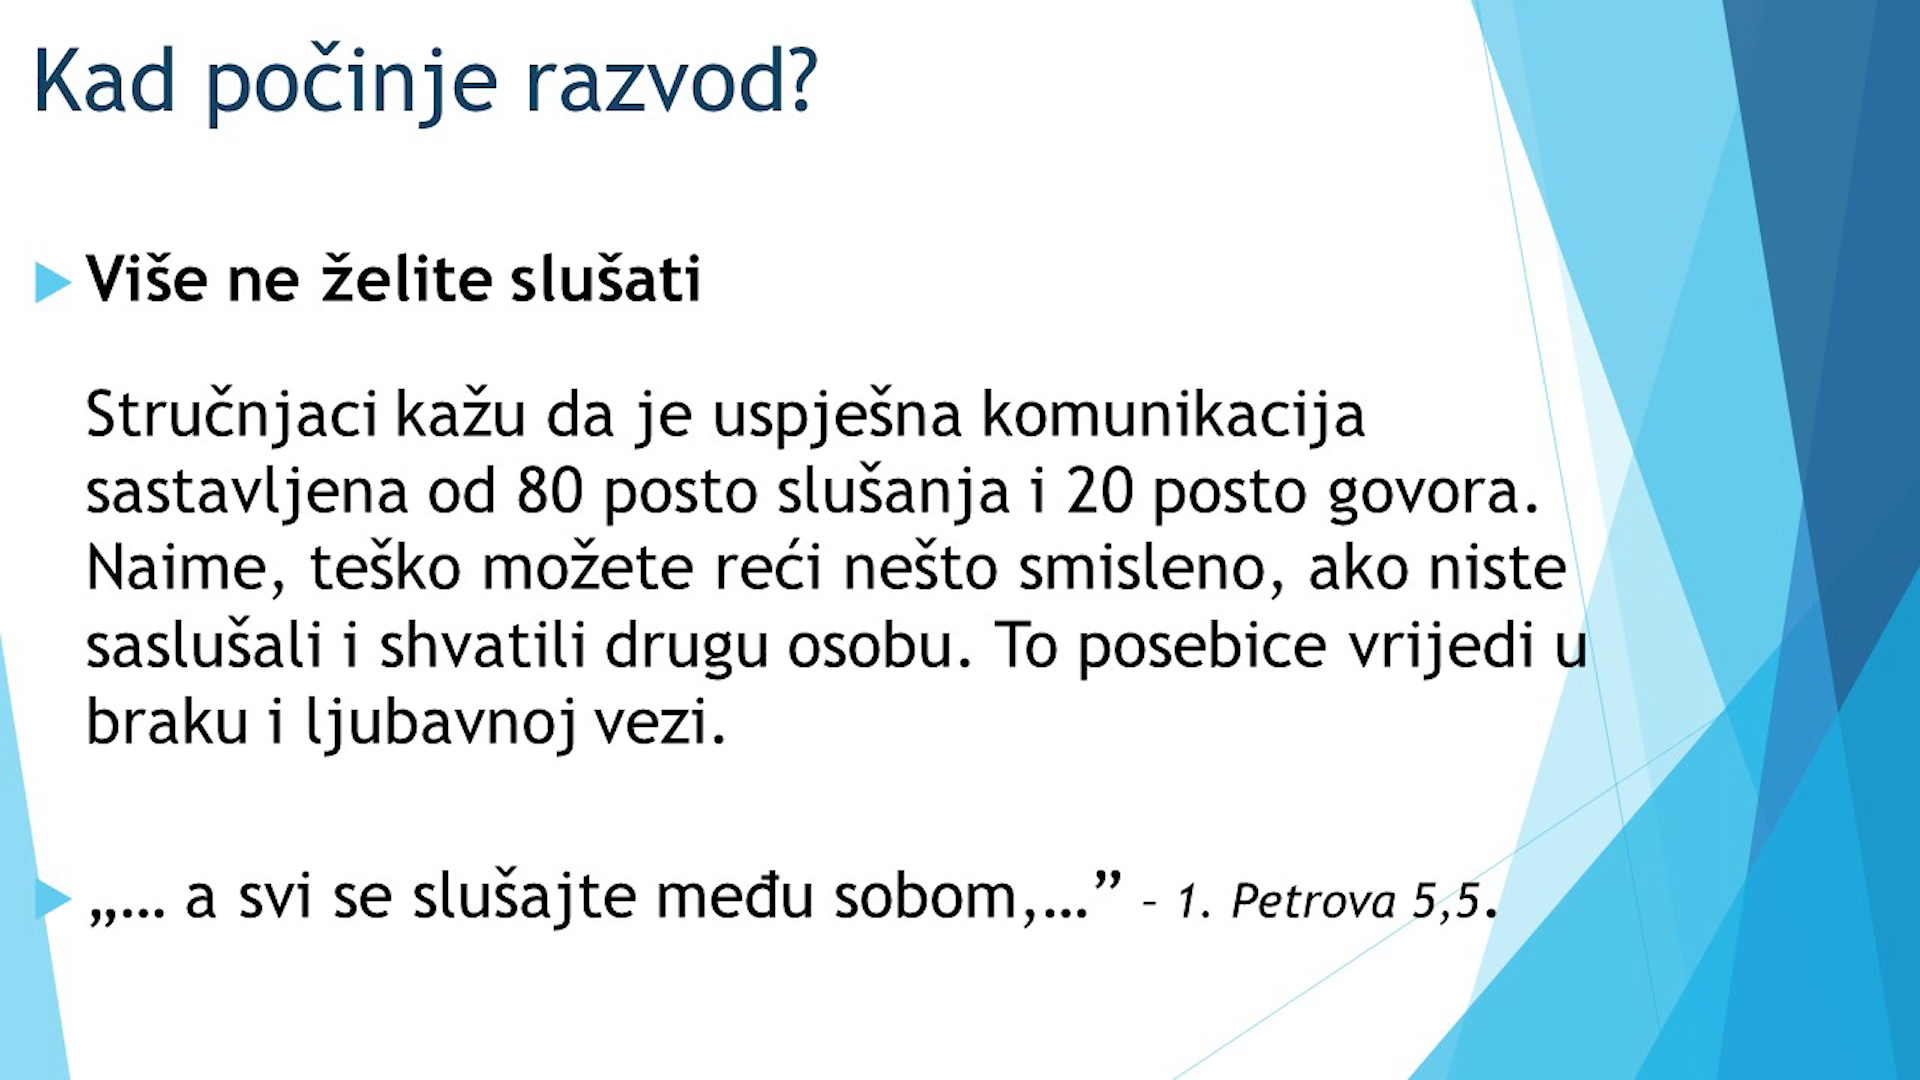 Kad počinje razvod?
Više ne želite slušati
Stručnjaci kažu da je uspješna komunikacija
sastavljena od 80 posto slušanja i 20 posto govora.
Naime, teško možete reći nešto smisleno, ako niste
saslušali i shvatili drugu osobu. To posebice vrijedi u
braku i ljubavnoj vezi.
„… a svi se slušajte među sobom,…” – 1. Petrova 5,5.